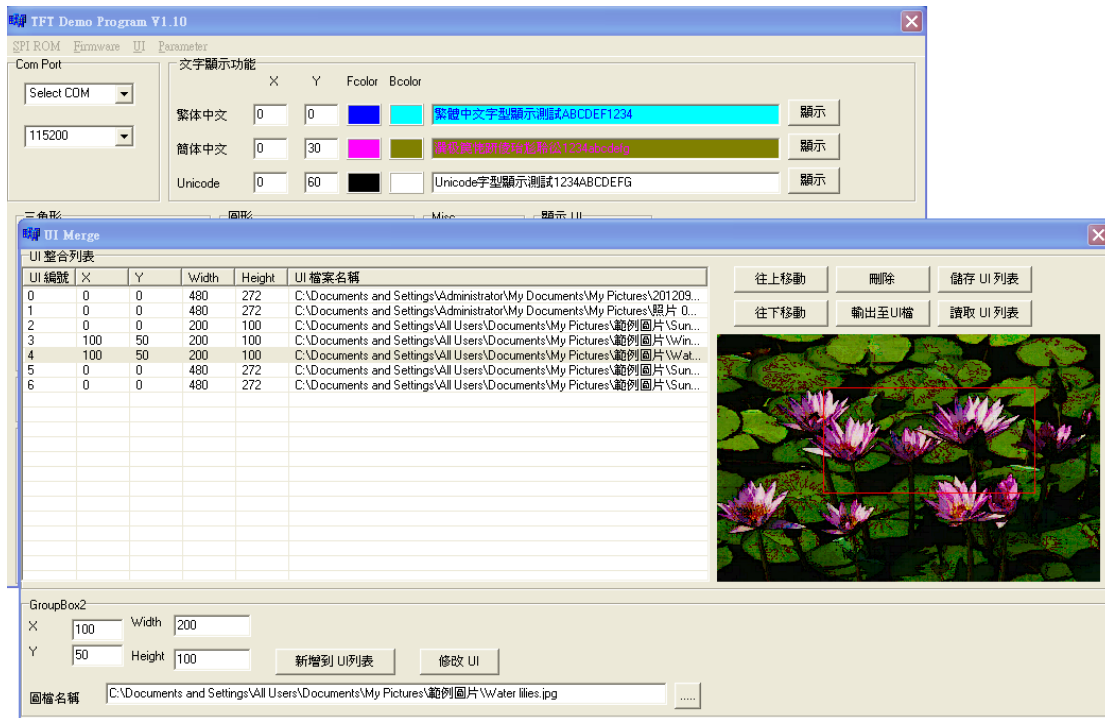 TFT Demo Program V1.10
SPI ROM Firmware UI Parameter
Com Port
文字顯示功能
X Y Fcolor Bcolor
Select COM
繁体中文 0 0 繁體中文字型顯示測試ABCDEF1234 顯示
115200
簡体中文 0 30 顯示
Unicode 0 60 Unicode字型顯示測試1234ABCDEFG 顯示
三角形 圓形 Misc 顯示 UI
UI Merge
UI 整合列表
UI 編號 X Y Width Height UI 檔案名稱
0 0 0 480 272 C:\Documents and Settings\Administrator\My Documents\My Pictures\201209...
1 0 0 480 272 C:\Documents and Settings\Administrator\My Documents\My Pictures\照片 0...
2 0 0 200 100 C:\Documents and Settings\All Users\Documents\My Pictures\範例圖片\Sun...
3 100 50 200 100 C:\Documents and Settings\All Users\Documents\My Pictures\範例圖片\Win...
4 100 50 200 100 C:\Documents and Settings\All Users\Documents\My Pictures\範例圖片\Wat...
5 0 0 480 272 C:\Documents and Settings\All Users\Documents\My Pictures\範例圖片\Sun...
6 0 0 480 272 C:\Documents and Settings\All Users\Documents\My Pictures\範例圖片\Sun...
往上移動 刪除 儲存 UI 列表
往下移動 輸出至UI檔 讀取 UI 列表
GroupBox2
X 100 Width 200
Y 50 Height 100 新增到 UI列表 修改 UI
圖檔名稱 C:\Documents and Settings\All Users\Documents\My Pictures\範例圖片\Water lilies.jpg .....